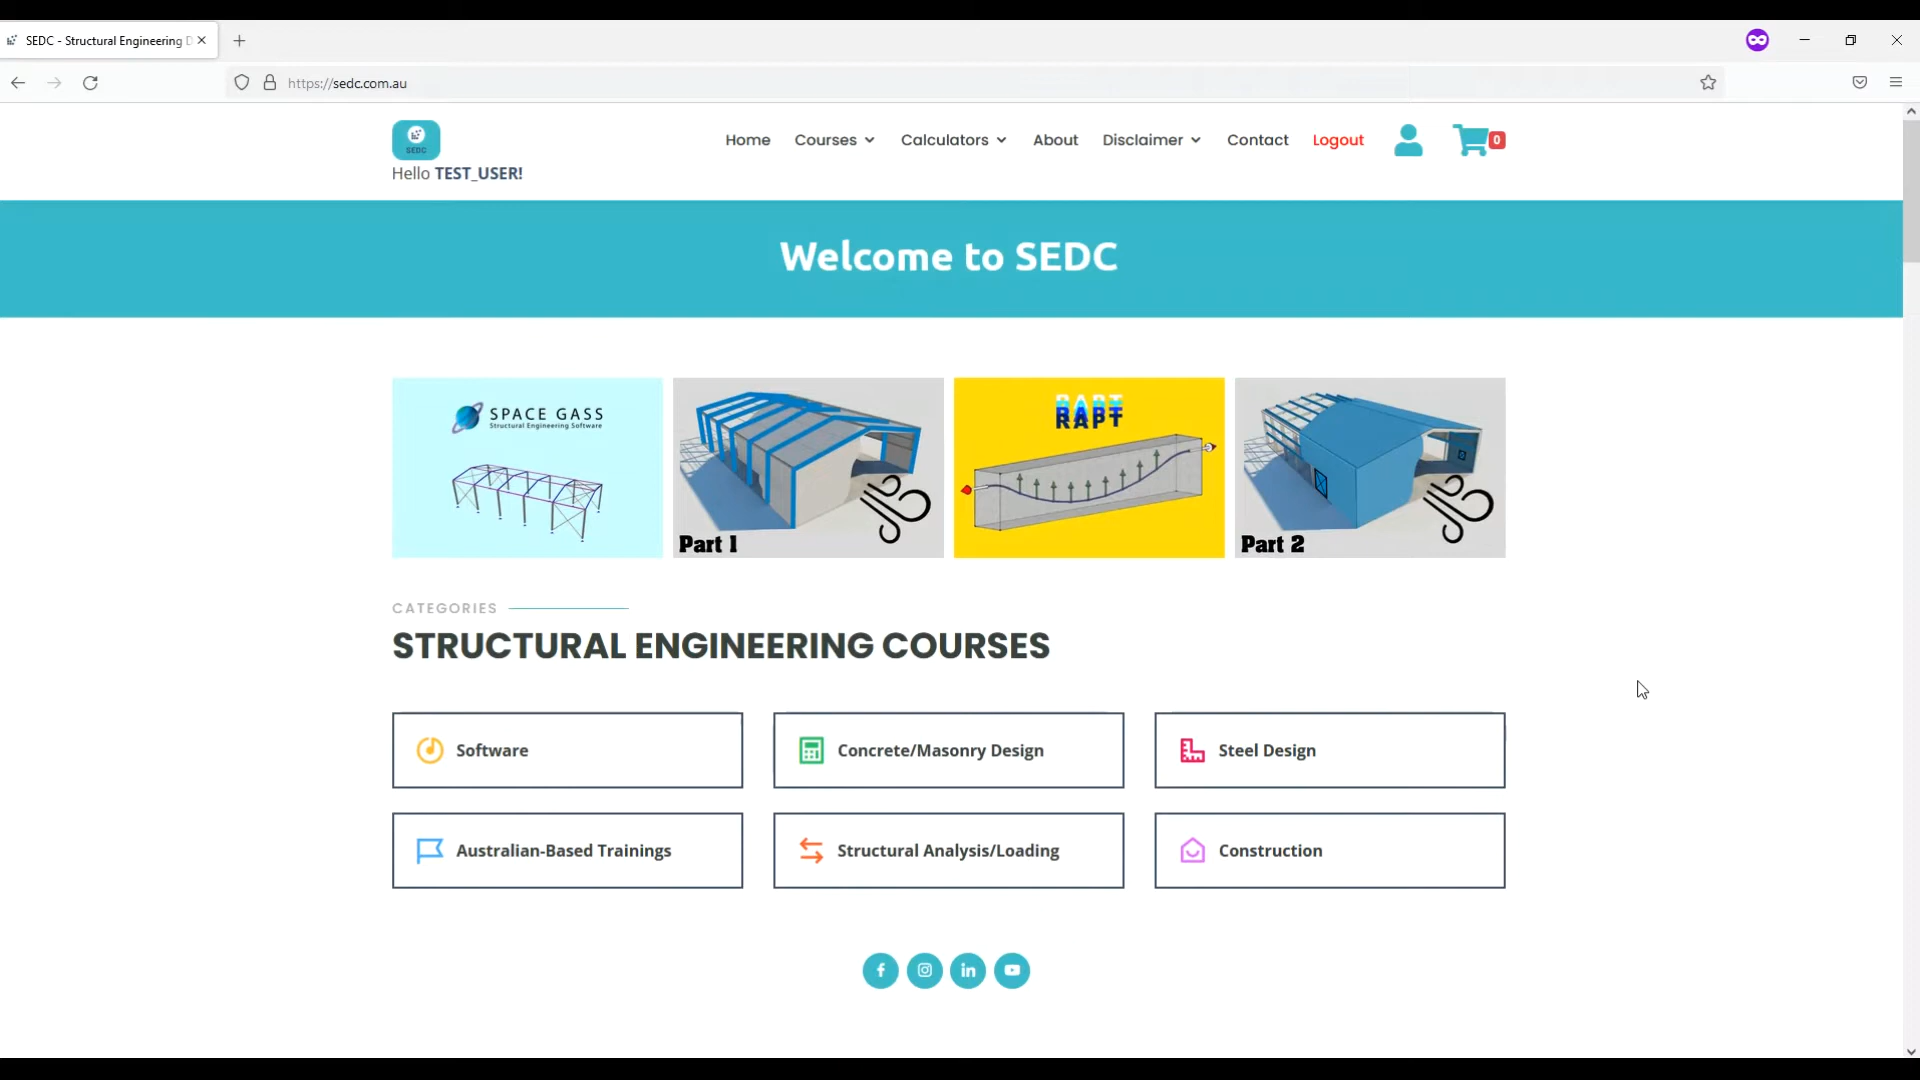 SEDC - Structural Engineering D
https://sedc.com.au
SEDC
Hello TEST_USER!
Home
Courses
Calculators
About
Disclaimer
Contact
Logout
0
Welcome to SEDC
SPACE GASS
Structural Engineering Software
Part 1
RAPT
RAPT
Part 2
CATEGORIES
STRUCTURAL ENGINEERING COURSES
Software
Concrete/Masonry Design
Steel Design
Australian-Based Trainings
Structural Analysis/Loading
Construction